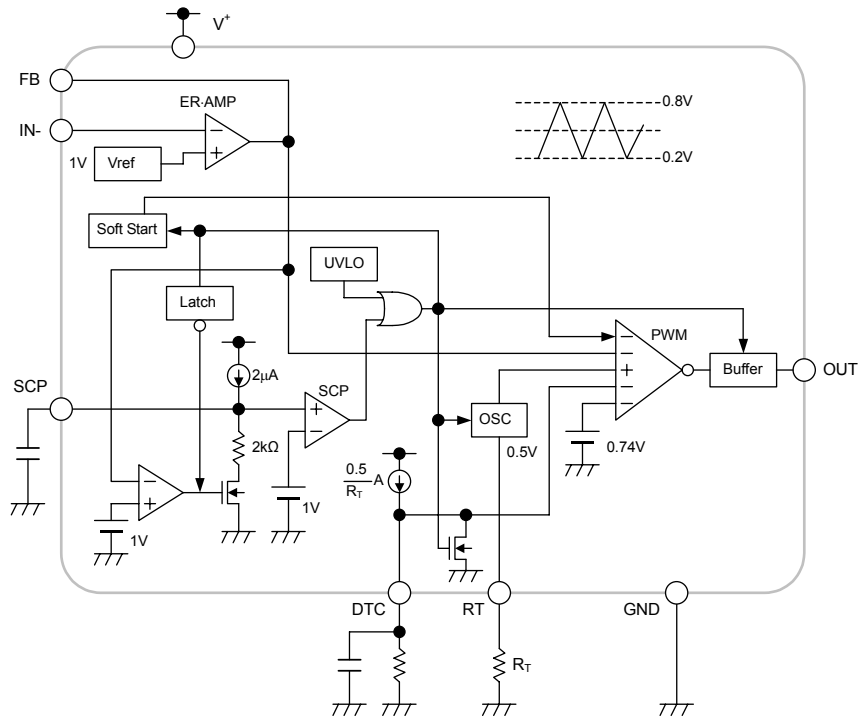 V+
FB
ER·AMP
0.8V
IN-
1V
Vref
0.2V
Soft Start
UVLO
Latch
PWM
SCP
2μA
SCP
Buffer
OUT
OSC
2kΩ
0.5V
0.74V
0.5
RT
A
1V
1V
DTC
RT
GND
RT